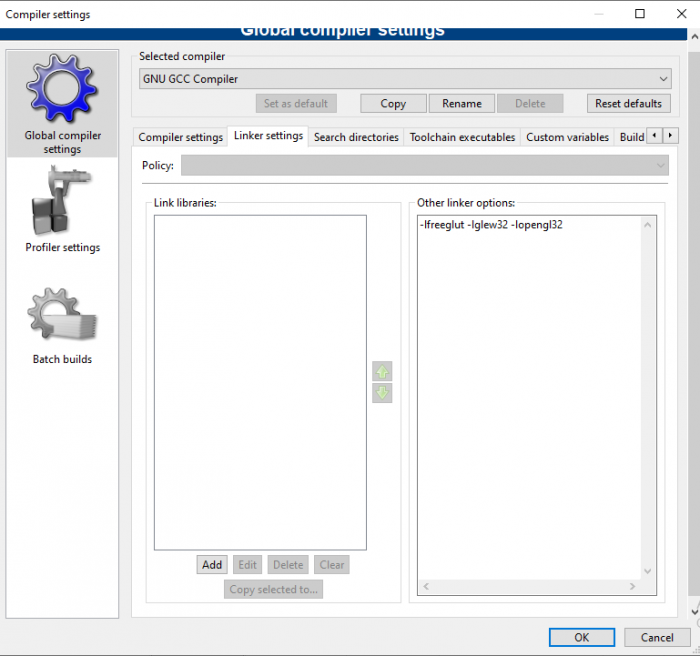 Compiler settings
Global compiler settings
Selected compiler
GNU GCC Compiler
Set as default Copy Rename Delete Reset defaults
Global compiler
settings
Profiler settings
Batch builds
Compiler settings Linker settings Search directories Toolchain executables Custom variables Build
Policy:
Link libraries:
Add Edit Delete Clear
Copy selected to...
Other linker options:
-lfreeglut -lglew32 -lopengl32
OK Cancel